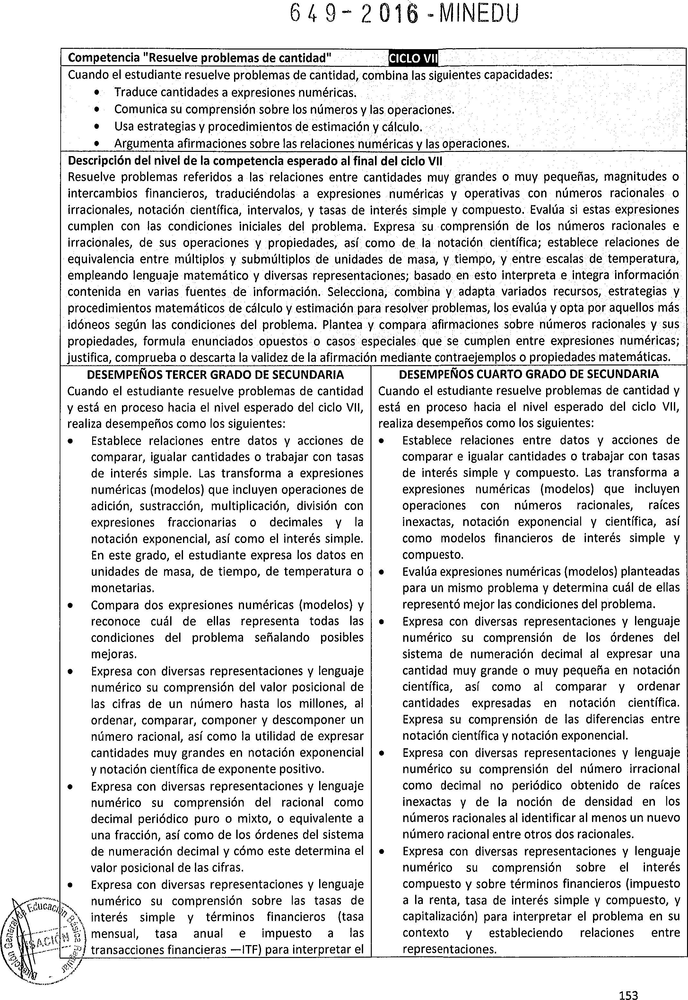 649-2016-MINEDU
Competencia "Resuelve problemas de cantidad" CICLO VII
Cuando el estudiante resuelve problemas de cantidad, combina las siguientes capacidades:
• Traduce cantidades a expresiones numéricas.
• Comunica su comprensión sobre los números y las operaciones.
• Usa estrategias y procedimientos de estimación y cálculo.
• Argumenta afirmaciones sobre las relaciones numéricas y las operaciones.
Descripción del nivel de la competencia esperado al final del ciclo VII
Resuelve problemas referidos a las relaciones entre cantidades muy grandes o muy pequeñas, magnitudes o
intercambios financieros, traduciéndolas a expresiones numéricas y operativas con números racionales o
irracionales, notación científica, intervalos, y tasas de interés simple y compuesto. Evalúa si estas expresiones
cumplen con las condiciones iniciales del problema. Expresa su comprensión de los números racionales e
irracionales, de sus operaciones y propiedades, así como de la notación científica; establece relaciones de
equivalencia entre múltiplos y submúltiplos de unidades de masa, y tiempo, y entre escalas de temperatura,
empleando lenguaje matemático y diversas representaciones; basado en esto interpreta e integra información
contenida en varias fuentes de información. Selecciona, combina y adapta variados recursos, estrategias y
procedimientos matemáticos de cálculo y estimación para resolver problemas, los evalúa y opta por aquellos más
idóneos según las condiciones del problema. Plantea y compara afirmaciones sobre números racionales y sus
propiedades, formula enunciados opuestos o casos especiales que se cumplen entre expresiones numéricas;
justifica, comprueba o descarta la validez de la afirmación mediante contraejemplos o propiedades matemáticas.
DESEMPEÑOS TERCER GRADO DE SECUNDARIA
Cuando el estudiante resuelve problemas de cantidad
y está en proceso hacia el nivel esperado del ciclo VII,
realiza desempeños como los siguientes:
• Establece relaciones entre datos y acciones de
comparar, igualar cantidades o trabajar con tasas
de interés simple. Las transforma a expresiones
numéricas (modelos) que incluyen operaciones de
adición, sustracción, multiplicación, división con
expresiones fraccionarias o decimales y la
notación exponencial, así como el interés simple.
En este grado, el estudiante expresa los datos en
unidades de masa, de tiempo, de temperatura o
monetarias.
• Compara dos expresiones numéricas (modelos) y
reconoce cuál de ellas representa todas las
condiciones del problema señalando posibles
mejoras.
• Expresa con diversas representaciones y lenguaje
numérico su comprensión del valor posicional de
las cifras de un número hasta los millones, al
ordenar, comparar, componer y descomponer un
número racional, así como la utilidad de expresar
cantidades muy grandes en notación exponencial
y notación científica de exponente positivo.
• Expresa con diversas representaciones y lenguaje
numérico su comprensión del racional como
decimal periódico puro o mixto, o equivalente a
una fracción, así como de los órdenes del sistema
de numeración decimal y cómo este determina el
valor posicional de las cifras.
• Expresa con diversas representaciones y lenguaje
numérico su comprensión sobre las tasas de
interés simple y términos financieros (tasa
mensual, tasa anual e impuesto a las
transacciones financieras —ITF) para interpretar el
DESEMPEÑOS CUARTO GRADO DE SECUNDARIA
Cuando el estudiante resuelve problemas de cantidad y
está en proceso hacia el nivel esperado del ciclo VII,
realiza desempeños como los siguientes:
• Establece relaciones entre datos y acciones de
comparar e igualar cantidades o trabajar con tasas
de interés simple y compuesto. Las transforma a
expresiones numéricas (modelos) que incluyen
operaciones con números racionales, raíces
inexactas, notación exponencial y científica, así
como modelos financieros de interés simple y
compuesto.
• Evalúa expresiones numéricas (modelos) planteadas
para un mismo problema y determina cuál de ellas
representó mejor las condiciones del problema.
• Expresa con diversas representaciones y lenguaje
numérico su comprensión de los órdenes del
sistema de numeración decimal al expresar una
cantidad muy grande o muy pequeña en notación
científica, así como al comparar y ordenar
cantidades expresadas en notación científica.
Expresa su comprensión de las diferencias entre
notación científica y notación exponencial.
• Expresa con diversas representaciones y lenguaje
numérico su comprensión del número irracional
como decimal no periódico obtenido de raíces
inexactas y de la noción de densidad en los
números racionales al identificar al menos un nuevo
número racional entre otros dos racionales.
• Expresa con diversas representaciones y lenguaje
numérico su comprensión sobre el interés
compuesto y sobre términos financieros (impuesto
a la renta, tasa de interés simple y compuesto, y
capitalización) para interpretar el problema en su
contexto y estableciendo relaciones entre
representaciones.
Dirección General de Educación Básica Regular
153